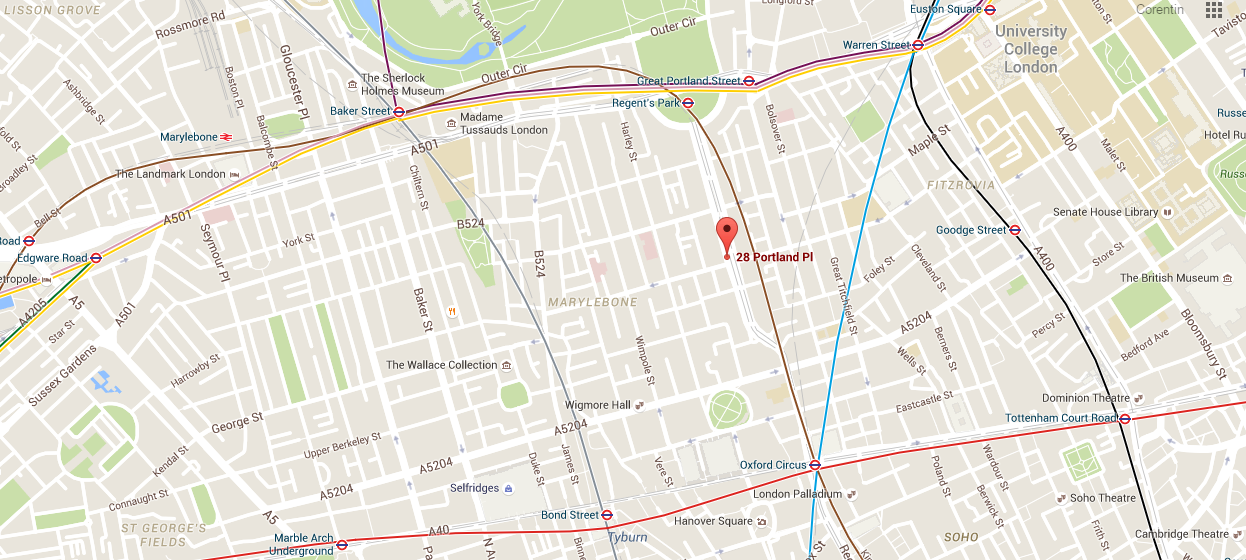 LISSON GROVE
Rossmore Rd
York Bridge
Outer Cir
Longford St
Euston Square
Corentin
Warren Street
University
College
London
Gloucester Pl
Boston Pl
The Sherlock
Holmes Museum
Outer Cir
Great Portland Street
Ashbridge St
Baker Street
Regent's Park
Madame
Tussauds London
Bolsover St
A400
Marylebone
Balcombe St
A501
Harley St
Maple St
Malet St
Broadley St
The Landmark London
Chiltern St
FITZROVIA
Bell St
A501
B524
Senate House Library
Seymour Pl
York St
Goodge Street
Edgware Road
28 Portland Pl
B524
Great Titchfield St
Foley St
Cleveland St
A400
Store St
The British Museum
A4205
A5
A501
Baker St
MARYLEBONE
A5204
Berners St
Percy St
Bloomsbury St
Star St
Sussex Gardens
Harrowby St
The Wallace Collection
Wimpole St
Wells St
Bedford Ave
Wigmore Hall
Eastcastle St
Dominion Theatre
George St
A5204
Tottenham Court Road
Upper Berkeley St
Kendal St
A5204
James St
Duke St
Vere St
Oxford Circus
Poland St
Wardour St
Connaught St
A5204
Selfridges
London Palladium
Berwick St
Soho Theatre
A5
Bond Street
Hanover Square
Frith St
ST GEORGE'S
FIELDS
A40
Tyburn
SOHO
Cambridge Theatre
Marble Arch
Underground